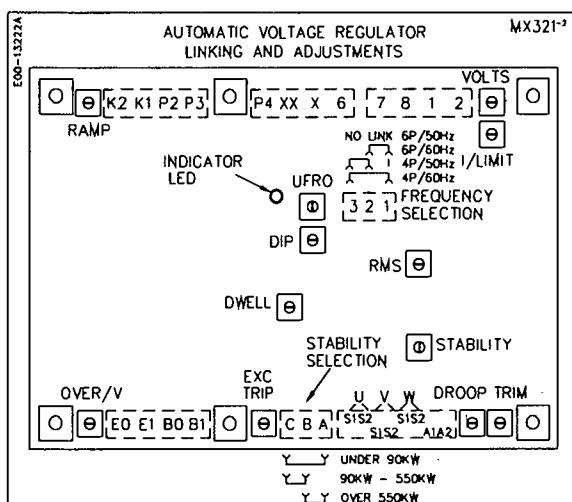 E00-13222A
AUTOMATIC VOLTAGE REGULATOR
LINKING AND ADJUSTMENTS
MX321-²
VOLTS
K2 K1 P2 P3
P4 XX X 6
7 8 1 2
RAMP
NO LINK 6P/50Hz
6P/60Hz
4P/50Hz
4P/60Hz
I/LIMIT
INDICATOR
LED
UFRO
3 2 1
FREQUENCY
SELECTION
DIP
RMS
DWELL
STABILITY
SELECTION
STABILITY
OVER/V
EXC
TRIP
U V W
DROOP TRIM
E0 E1 B0 B1
C B A
S1S2
S1S2
S1S2
A1A2
UNDER 90KW
90KW - 550KW
OVER 550KW